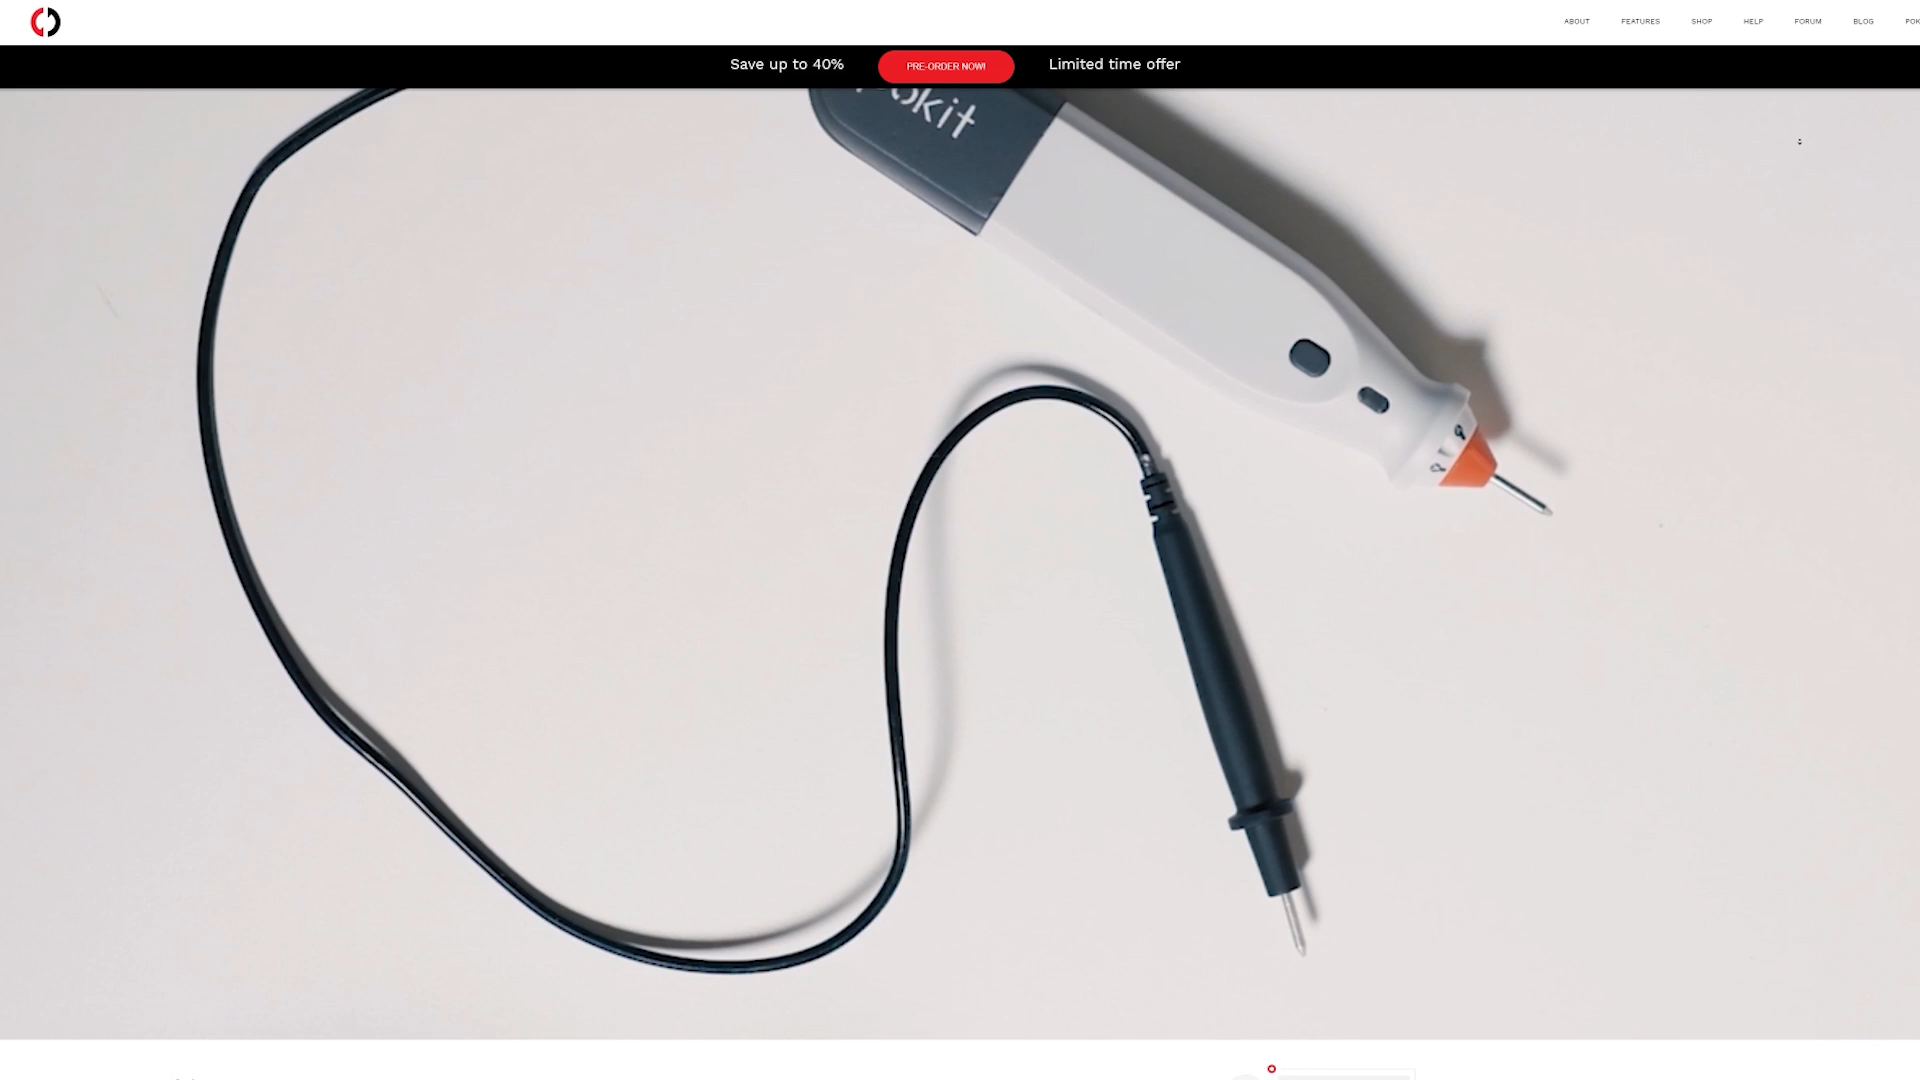 ABOUT FEATURES SHOP HELP FORUM BLOG
Save up to 40% PRE-ORDER NOW! Limited time offer